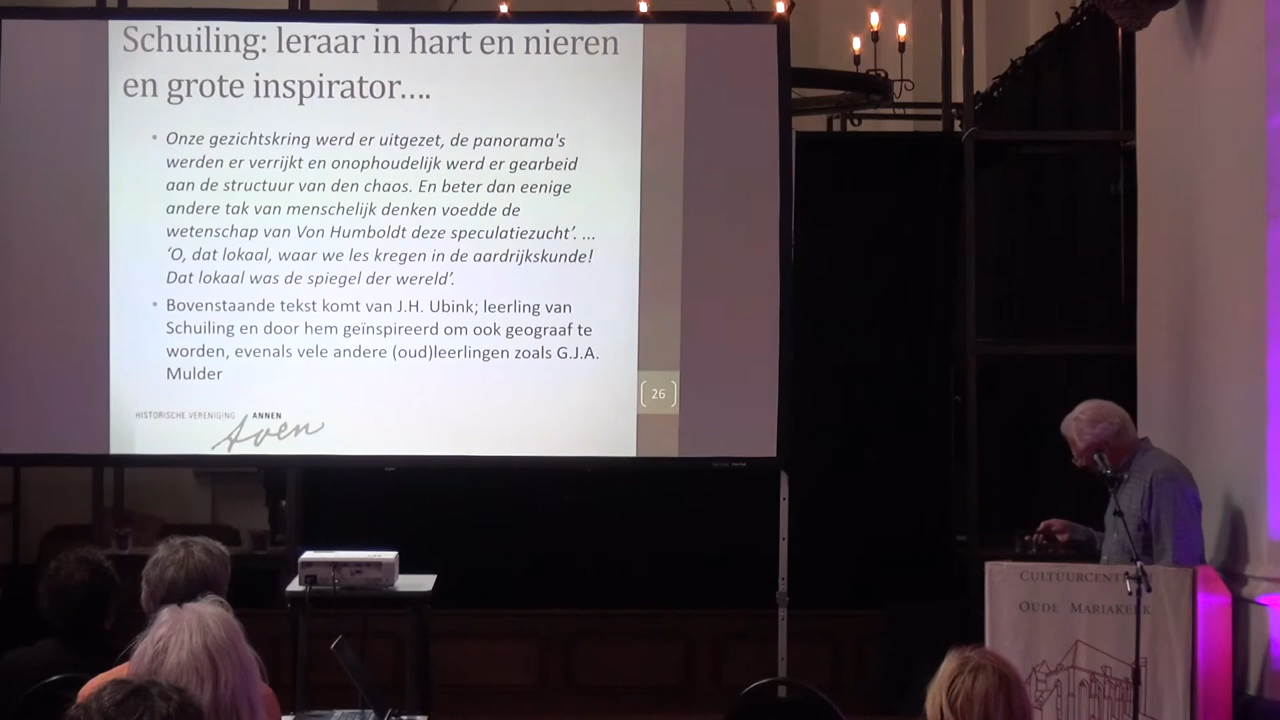 Schuiling: leraar in hart en nieren
en grote inspirator....
• Onze gezichtskring werd er uitgezet, de panorama's
werden er verrijkt en onophoudelijk werd er gearbeid
aan de structuur van den chaos. En beter dan eenige
andere tak van menschelijk denken voedde de
wetenschap van Von Humboldt deze speculatiezucht’. ...
‘O, dat lokaal, waar we les kregen in de aardrijkskunde!
Dat lokaal was de spiegel der wereld’.
• Bovenstaande tekst komt van J.H. Ubink; leerling van
Schuiling en door hem geïnspireerd om ook geograaf te
worden, evenals vele andere (oud)leerlingen zoals G.J.A.
Mulder
26
HISTORISCHE VERENIGING ANNEN
Aven
CULTUURCENT
OUDE MARIAKERK